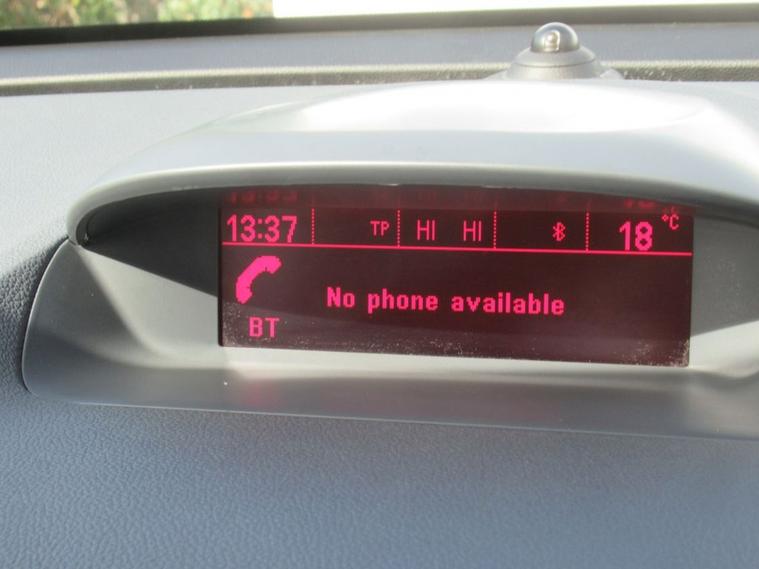 13:37 TP HI HI 18 °C
No phone available
BT